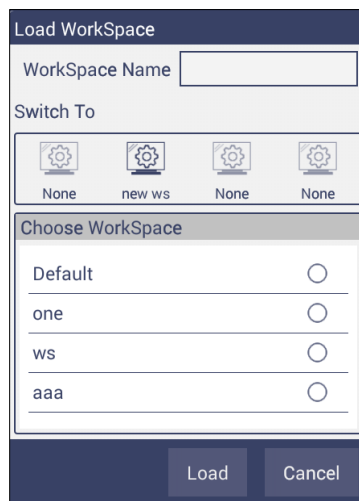 Load WorkSpace
WorkSpace Name
Switch To
None new ws None None
Choose WorkSpace
Default
one
ws
aaa
Load Cancel